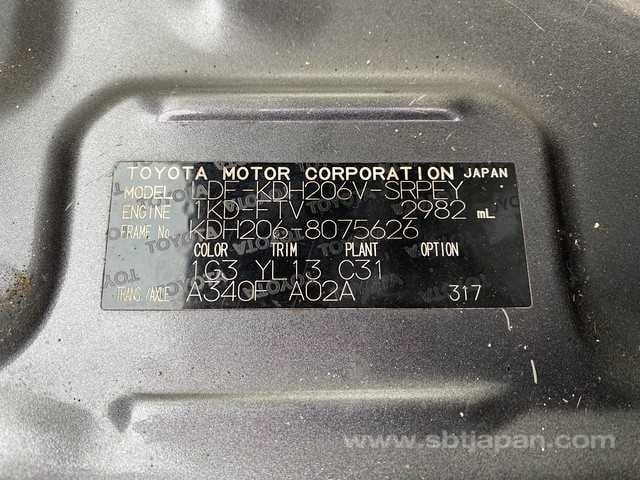 TOYOTA MOTOR CORPORATION JAPAN
MODEL 1DF-KDH206V-SRPEY
ENGINE 1KD-FTV 2982 mL
FRAME No. KDH206-8075626
COLOR TRIM PLANT OPTION
1G3 YL13 C31
TRANS./AXLE A340F A02A 317
www.sbtjapan.com